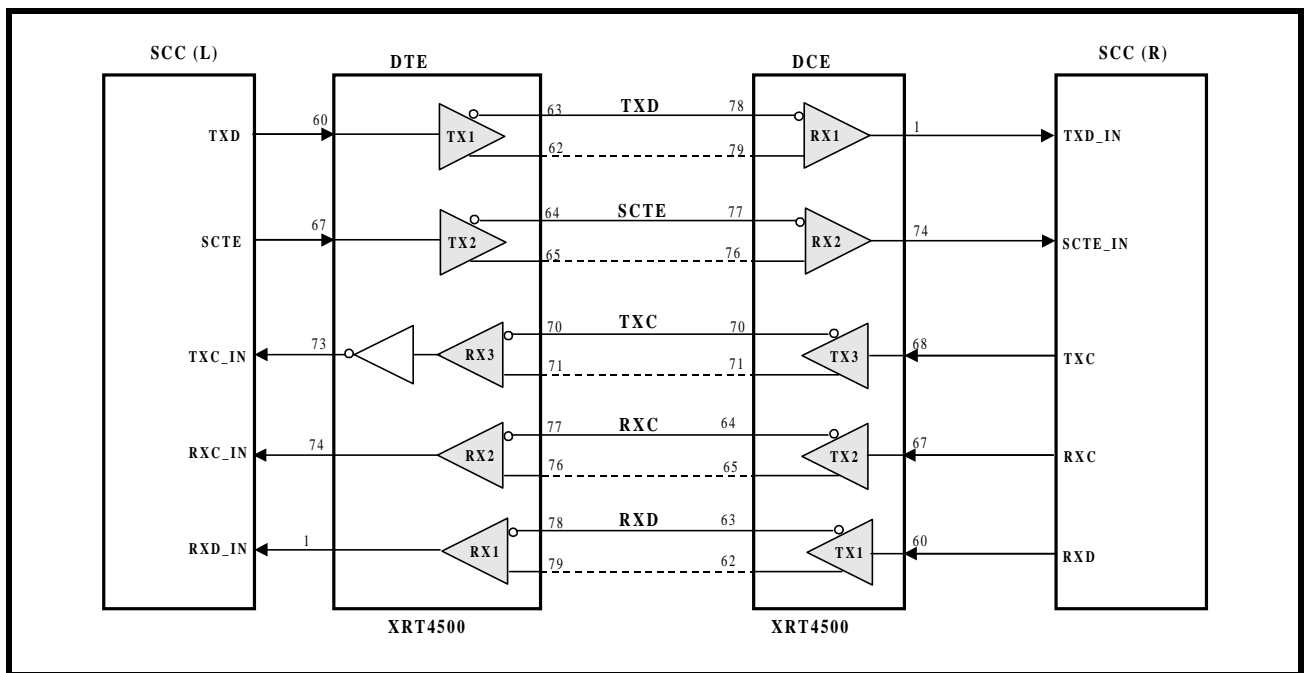 SCC (L)
DTE
DCE
SCC (R)
TXD
60
TX1
63
TXD
78
RX1
1
TXD_IN
62
79
SCTE
67
TX2
64
SCTE
77
RX2
74
SCTE_IN
65
76
TXC_IN
73
RX3
70
TXC
70
TX3
68
TXC
71
71
RXC_IN
74
RX2
77
RXC
64
TX2
67
RXC
76
65
RXD_IN
1
RX1
78
RXD
63
TX1
60
RXD
79
62
XRT4500
XRT4500